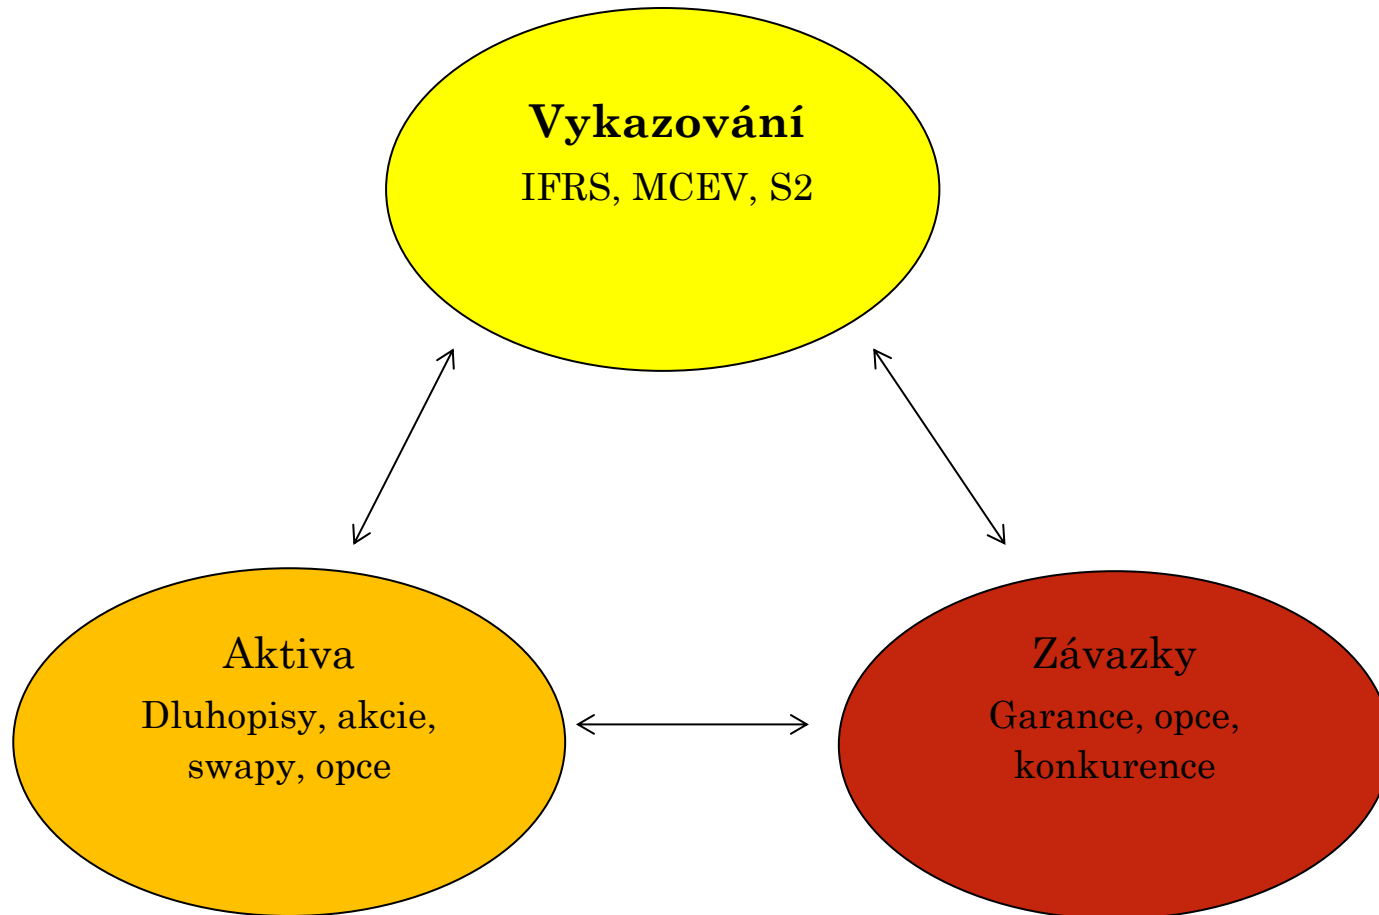 Vykazování
IFRS, MCEV, S2
Aktiva
Dluhopisy, akcie,
swapy, opce
Závazky
Garance, opce,
konkurence